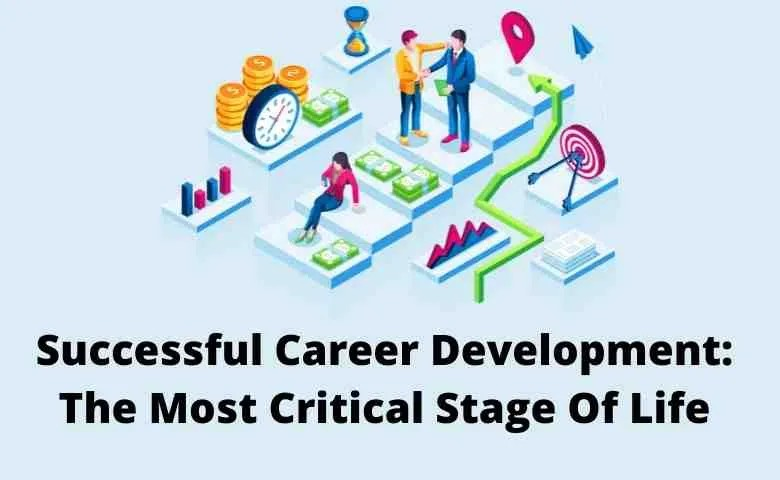 Successful Career Development:
The Most Critical Stage Of Life